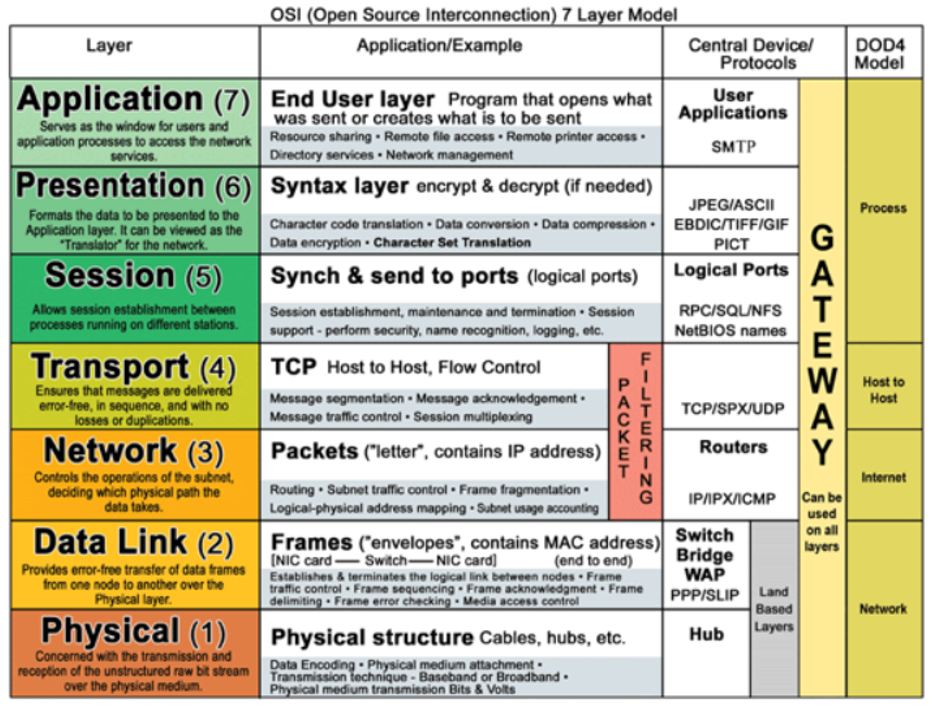 OSI (Open Source Interconnection) 7 Layer Model
Layer
Application/Example
Central Device/
Protocols
DOD4
Model
Application (7)
Serves as the window for users and
application processes to access the network
services.
End User layer Program that opens what
was sent or creates what is to be sent
Resource sharing • Remote file access • Remote printer access •
Directory services • Network management
User
Applications
SMTP
Presentation (6)
Formats the data to be presented to the
Application layer. It can be viewed as the
"Translator" for the network.
Syntax layer encrypt & decrypt (if needed)
Character code translation • Data conversion • Data compression •
Data encryption • Character Set Translation
JPEG/ASCII
EBDIC/TIFF/GIF
PICT
Session (5)
Allows session establishment between
processes running on different stations.
Synch & send to ports (logical ports)
Session establishment, maintenance and termination • Session
support - perform security, name recognition, logging, etc.
Logical Ports
RPC/SQL/NFS
NetBIOS names
Process
Transport (4)
Ensures that messages are delivered
error-free, in sequence, and with no
losses or duplications.
TCP Host to Host, Flow Control
Message segmentation • Message acknowledgement •
Message traffic control • Session multiplexing
PACKET
FILTERING
TCP/SPX/UDP
Host to
Host
Network (3)
Controls the operations of the subnet,
deciding which physical path the
data takes.
Packets ("letter", contains IP address)
Routing • Subnet traffic control • Frame fragmentation •
Logical-physical address mapping • Subnet usage accounting
Routers
IP/IPX/ICMP
Internet
GATEWAY
Can be
used
on all
layers
Data Link (2)
Provides error-free transfer of data frames
from one node to another over the
Physical layer.
Frames ("envelopes", contains MAC address)
[NIC card — Switch — NIC card] (end to end)
Establishes & terminates the logical link between nodes • Frame
traffic control • Frame sequencing • Frame acknowledgment • Frame
delimiting • Frame error checking • Media access control
Switch
Bridge
WAP
PPP/SLIP
Land
Based
Layers
Network
Physical (1)
Concerned with the transmission and
reception of the unstructured raw bit stream
over the physical medium.
Physical structure Cables, hubs, etc.
Data Encoding • Physical medium attachment •
Transmission technique - Baseband or Broadband •
Physical medium transmission Bits & Volts
Hub